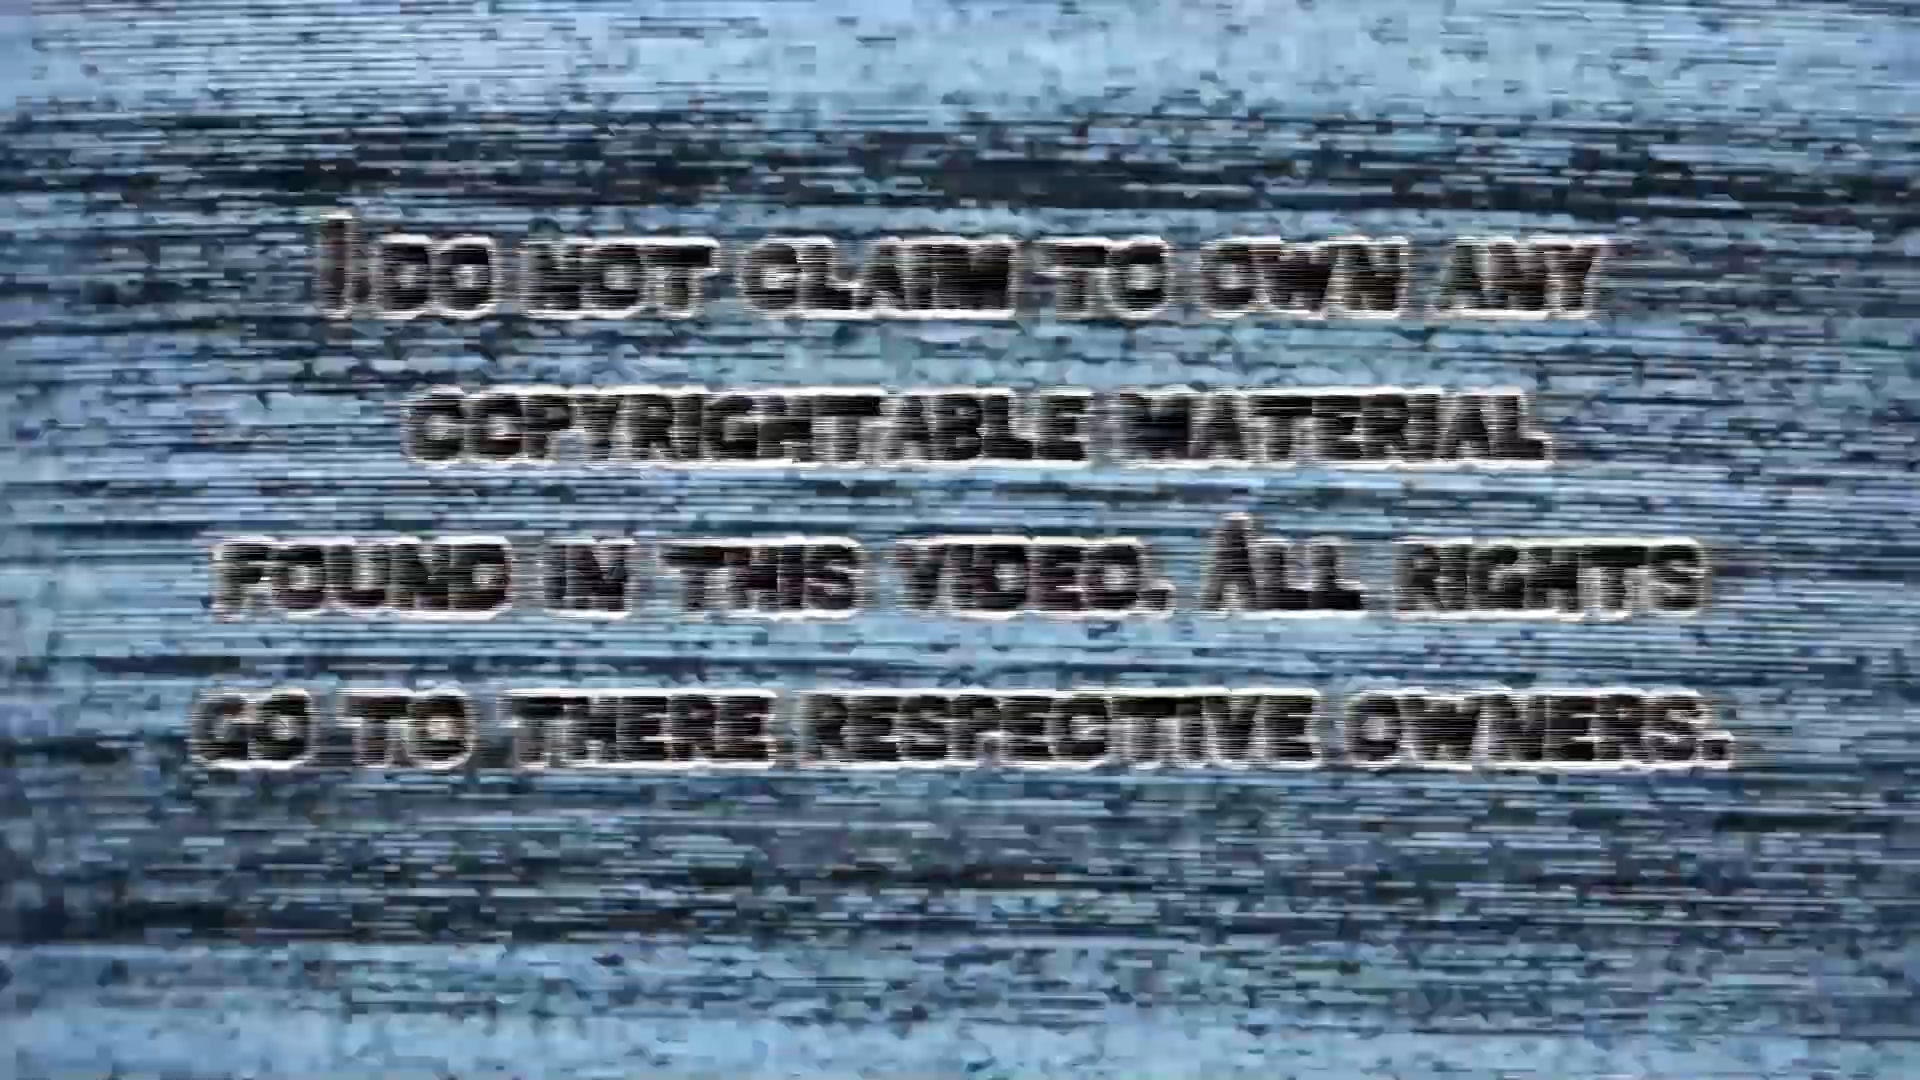 I DO NOT CLAIM TO OWN ANY
COPYRIGHTABLE MATERIAL
FOUND IN THIS VIDEO. ALL RIGHTS
GO TO THERE RESPECTIVE OWNERS.